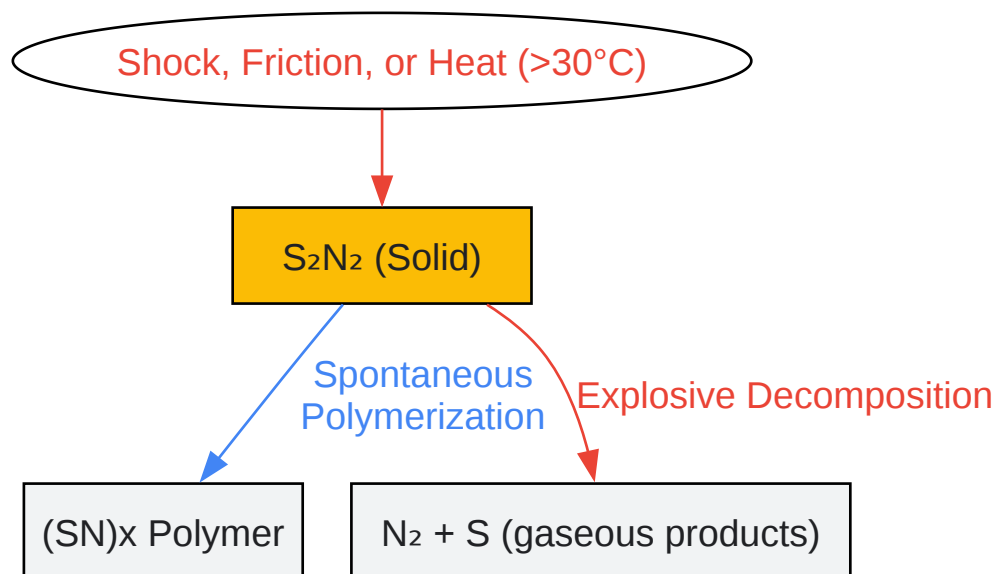 Shock, Friction, or Heat (>30°C)
S₂N₂ (Solid)
Spontaneous
Polymerization
Explosive Decomposition
(SN)x Polymer
N₂ + S (gaseous products)